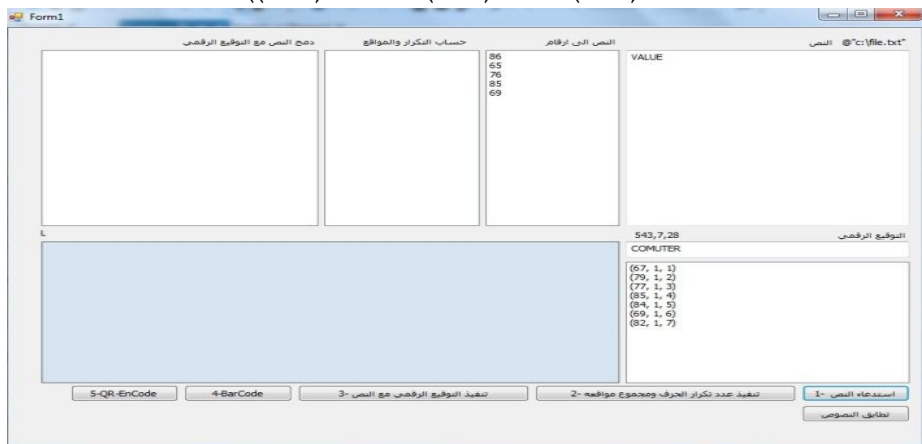 Form1
"c:\file.txt"@ النص
النص الى ارقام
حساب التكرار والمواقع
دمج النص مع التوقيع الرقمي
VALUE
86
65
76
85
69
التوقيع الرقمي
543,7,28
L
COMUTER
(67, 1, 1)
(79, 1, 2)
(77, 1, 3)
(85, 1, 4)
(84, 1, 5)
(69, 1, 6)
(82, 1, 7)
استدعاء النص -1
تنفيذ عدد تكرار الحرف ومجموع مواقعه -2
تنفيذ التوقيع الرقمي مع النص -3
4-BarCode
5-QR-EnCode
تطابق النصوص